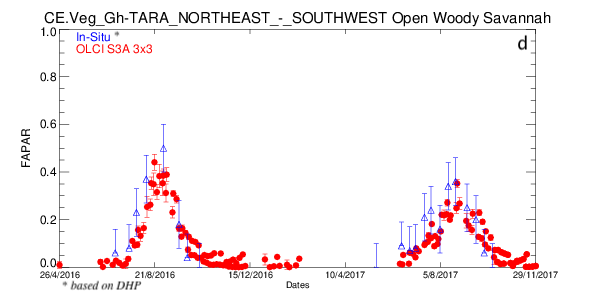 CE.Veg_Gh-TARA_NORTHEAST_-_SOUTHWEST Open Woody Savannah
1.0
In-Situ *
OLCI S3A 3x3
d
0.8
0.6
FAPAR
0.4
0.2
0.0
26/4/2016 21/8/2016 15/12/2016 10/4/2017 5/8/2017 29/11/2017
* based on DHP
Dates